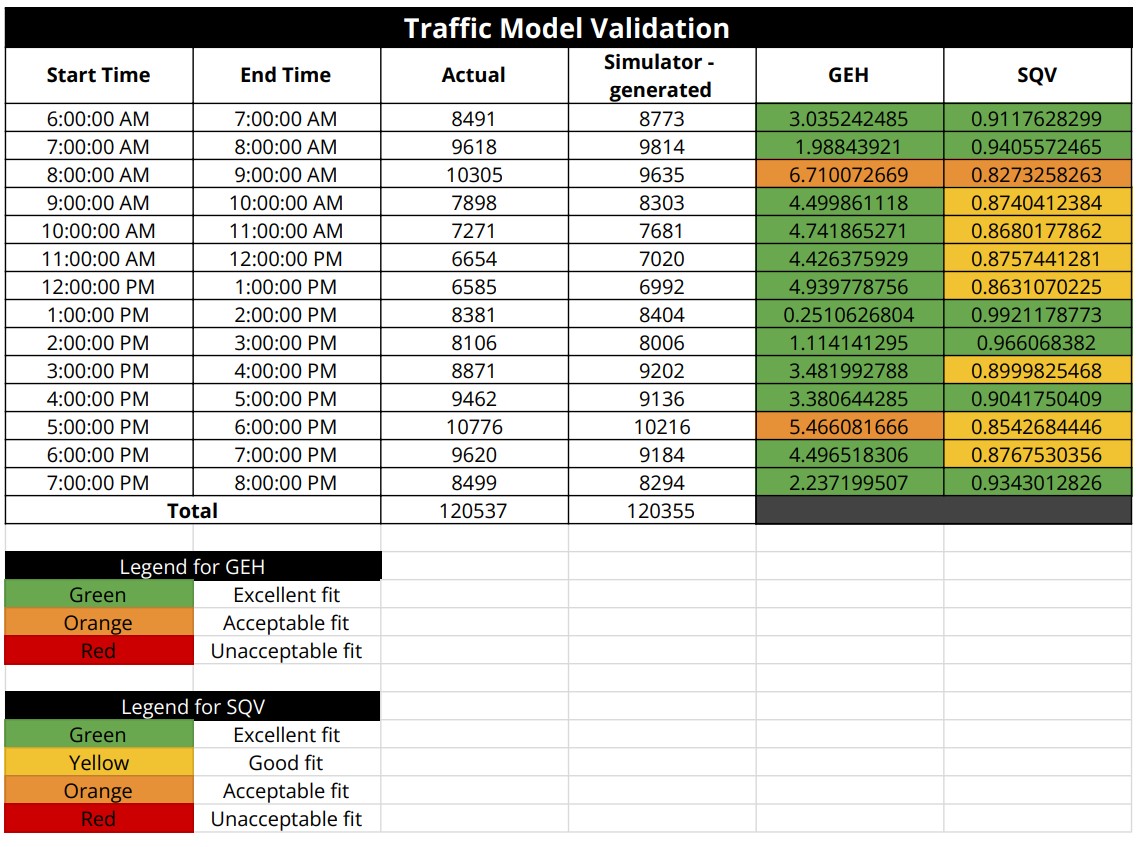 Traffic Model Validation
Start Time End Time Actual Simulator - generated GEH SQV
6:00:00 AM 7:00:00 AM 8491 8773 3.035242485 0.9117628299
7:00:00 AM 8:00:00 AM 9618 9814 1.98843921 0.9405572465
8:00:00 AM 9:00:00 AM 10305 9635 6.710072669 0.8273258263
9:00:00 AM 10:00:00 AM 7898 8303 4.499861118 0.8740412384
10:00:00 AM 11:00:00 AM 7271 7681 4.741865271 0.8680177862
11:00:00 AM 12:00:00 PM 6654 7020 4.426375929 0.8757441281
12:00:00 PM 1:00:00 PM 6585 6992 4.939778756 0.8631070225
1:00:00 PM 2:00:00 PM 8381 8404 0.2510626804 0.9921178773
2:00:00 PM 3:00:00 PM 8106 8006 1.114141295 0.966068382
3:00:00 PM 4:00:00 PM 8871 9202 3.481992788 0.8999825468
4:00:00 PM 5:00:00 PM 9462 9136 3.380644285 0.9041750409
5:00:00 PM 6:00:00 PM 10776 10216 5.466081666 0.8542684446
6:00:00 PM 7:00:00 PM 9620 9184 4.496518306 0.8767530356
7:00:00 PM 8:00:00 PM 8499 8294 2.237199507 0.9343012826
Total 120537 120355
Legend for GEH
Green Excellent fit
Orange Acceptable fit
Red Unacceptable fit
Legend for SQV
Green Excellent fit
Yellow Good fit
Orange Acceptable fit
Red Unacceptable fit